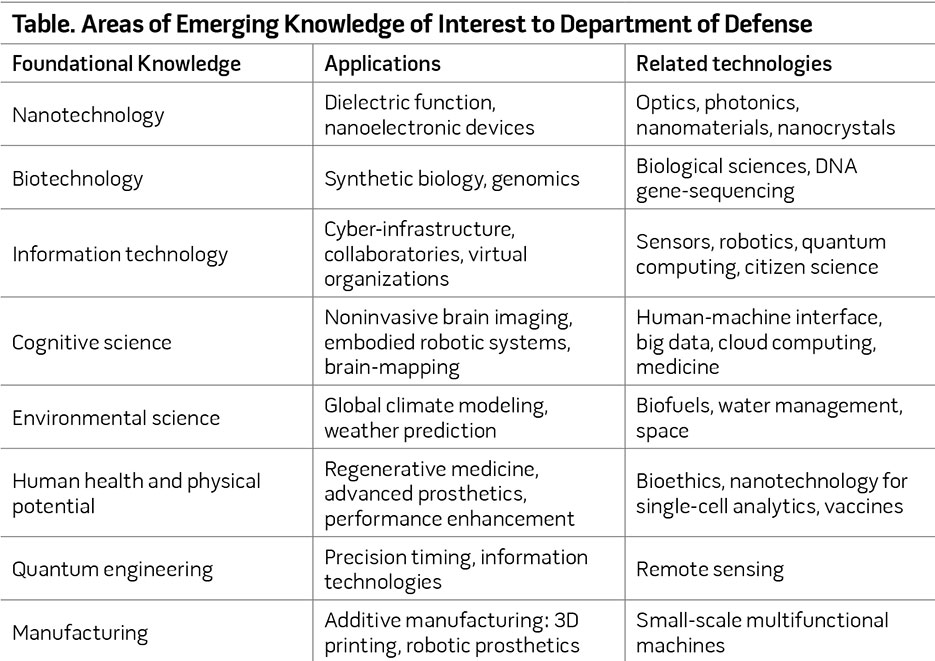 Table. Areas of Emerging Knowledge of Interest to Department of Defense
Foundational Knowledge
Applications
Related technologies
Nanotechnology
Dielectric function,
nanoelectronic devices
Optics, photonics,
nanomaterials, nanocrystals
Biotechnology
Synthetic biology, genomics
Biological sciences, DNA
gene-sequencing
Information technology
Cyber-infrastructure,
collaboratories, virtual
organizations
Sensors, robotics, quantum
computing, citizen science
Cognitive science
Noninvasive brain imaging,
embodied robotic systems,
brain-mapping
Human-machine interface,
big data, cloud computing,
medicine
Environmental science
Global climate modeling,
weather prediction
Biofuels, water management,
space
Human health and physical
potential
Regenerative medicine,
advanced prosthetics,
performance enhancement
Bioethics, nanotechnology for
single-cell analytics, vaccines
Quantum engineering
Precision timing, information
technologies
Remote sensing
Manufacturing
Additive manufacturing: 3D
printing, robotic prosthetics
Small-scale multifunctional
machines